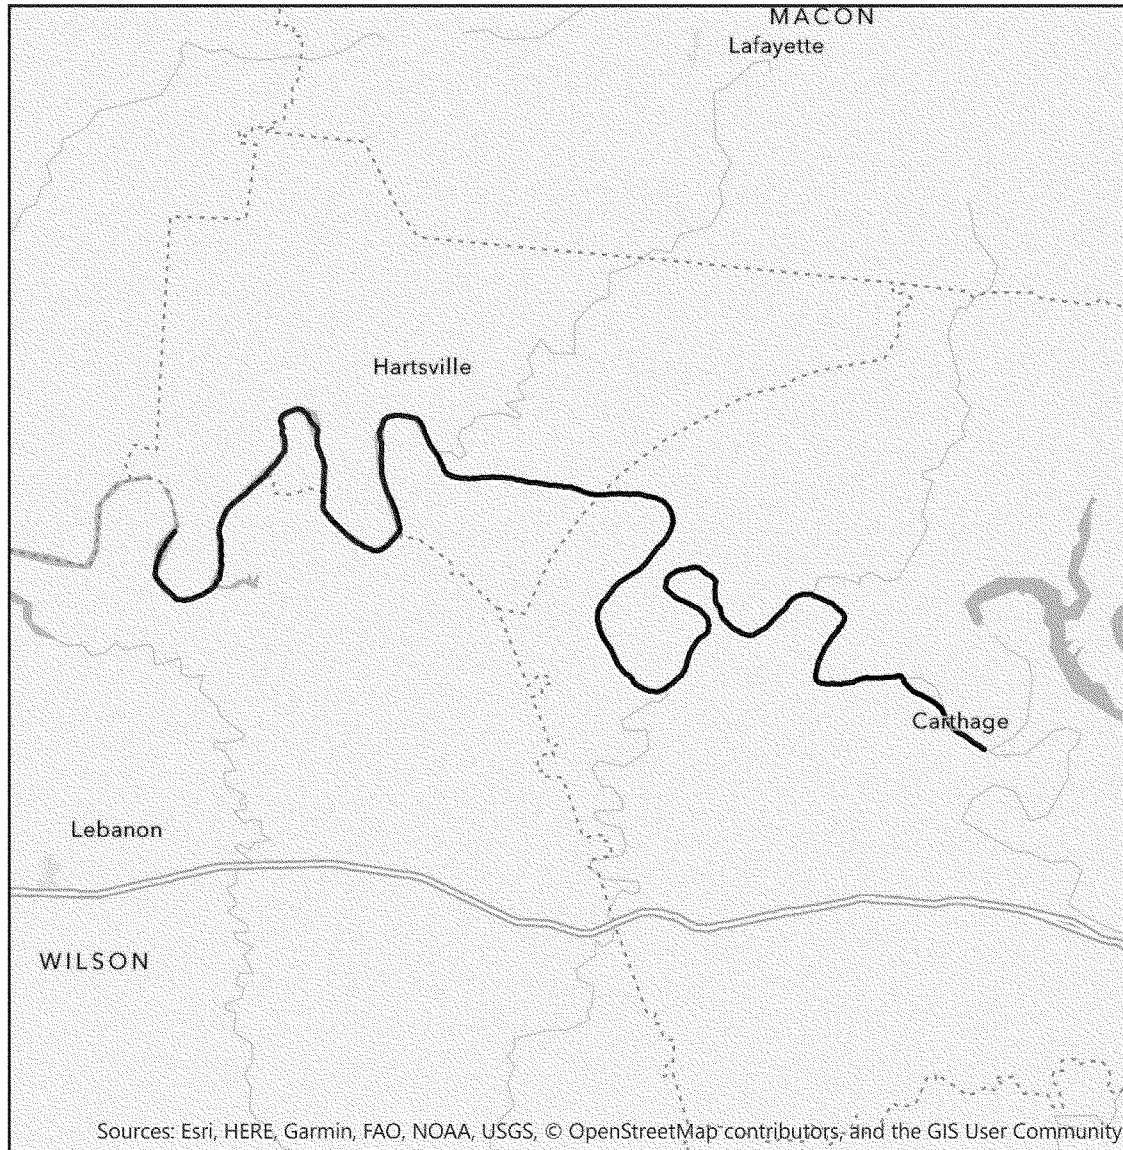 MACON
Lafayette
Hartsville
Carthage
Lebanon
WILSON
Sources: Esri, HERE, Garmin, FAO, NOAA, USGS, © OpenStreetMap contributors, and the GIS User Community